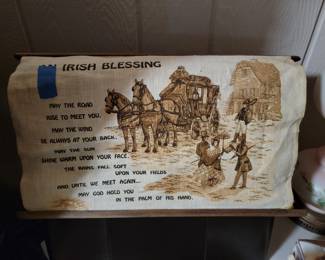 AN IRISH BLESSING
MAY THE ROAD
RISE TO MEET YOU,
MAY THE WIND
BE ALWAYS AT YOUR BACK,
MAY THE SUN
SHINE WARM UPON YOUR FACE,
THE RAINS FALL SOFT
UPON YOUR FIELDS
AND UNTIL WE MEET AGAIN...
MAY GOD HOLD YOU
IN THE PALM OF HIS HAND.